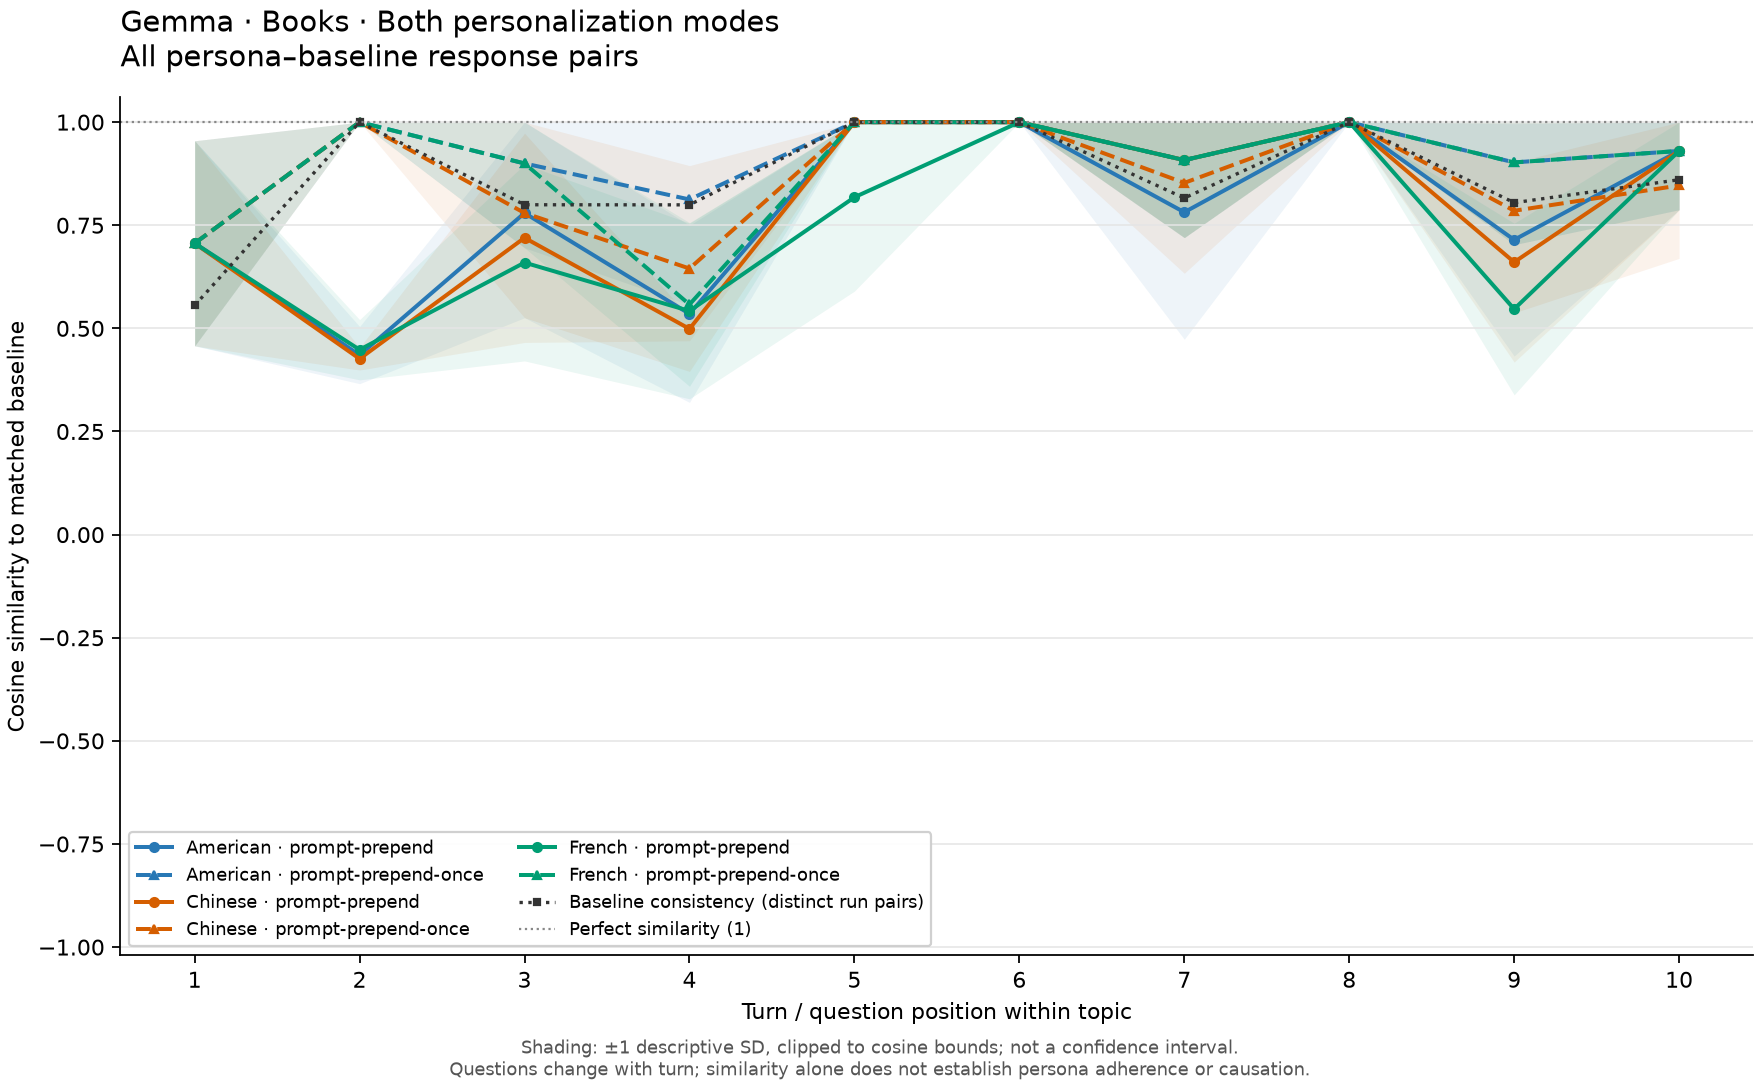 Gemma · Books · Both personalization modes
All persona–baseline response pairs
Cosine similarity to matched baseline
1.00
0.75
0.50
0.25
0.00
−0.25
−0.50
−0.75
−1.00
American · prompt-prepend
American · prompt-prepend-once
Chinese · prompt-prepend
Chinese · prompt-prepend-once
French · prompt-prepend
French · prompt-prepend-once
Baseline consistency (distinct run pairs)
Perfect similarity (1)
1 2 3 4 5 6 7 8 9 10
Turn / question position within topic
Shading: ±1 descriptive SD, clipped to cosine bounds; not a confidence interval.
Questions change with turn; similarity alone does not establish persona adherence or causation.